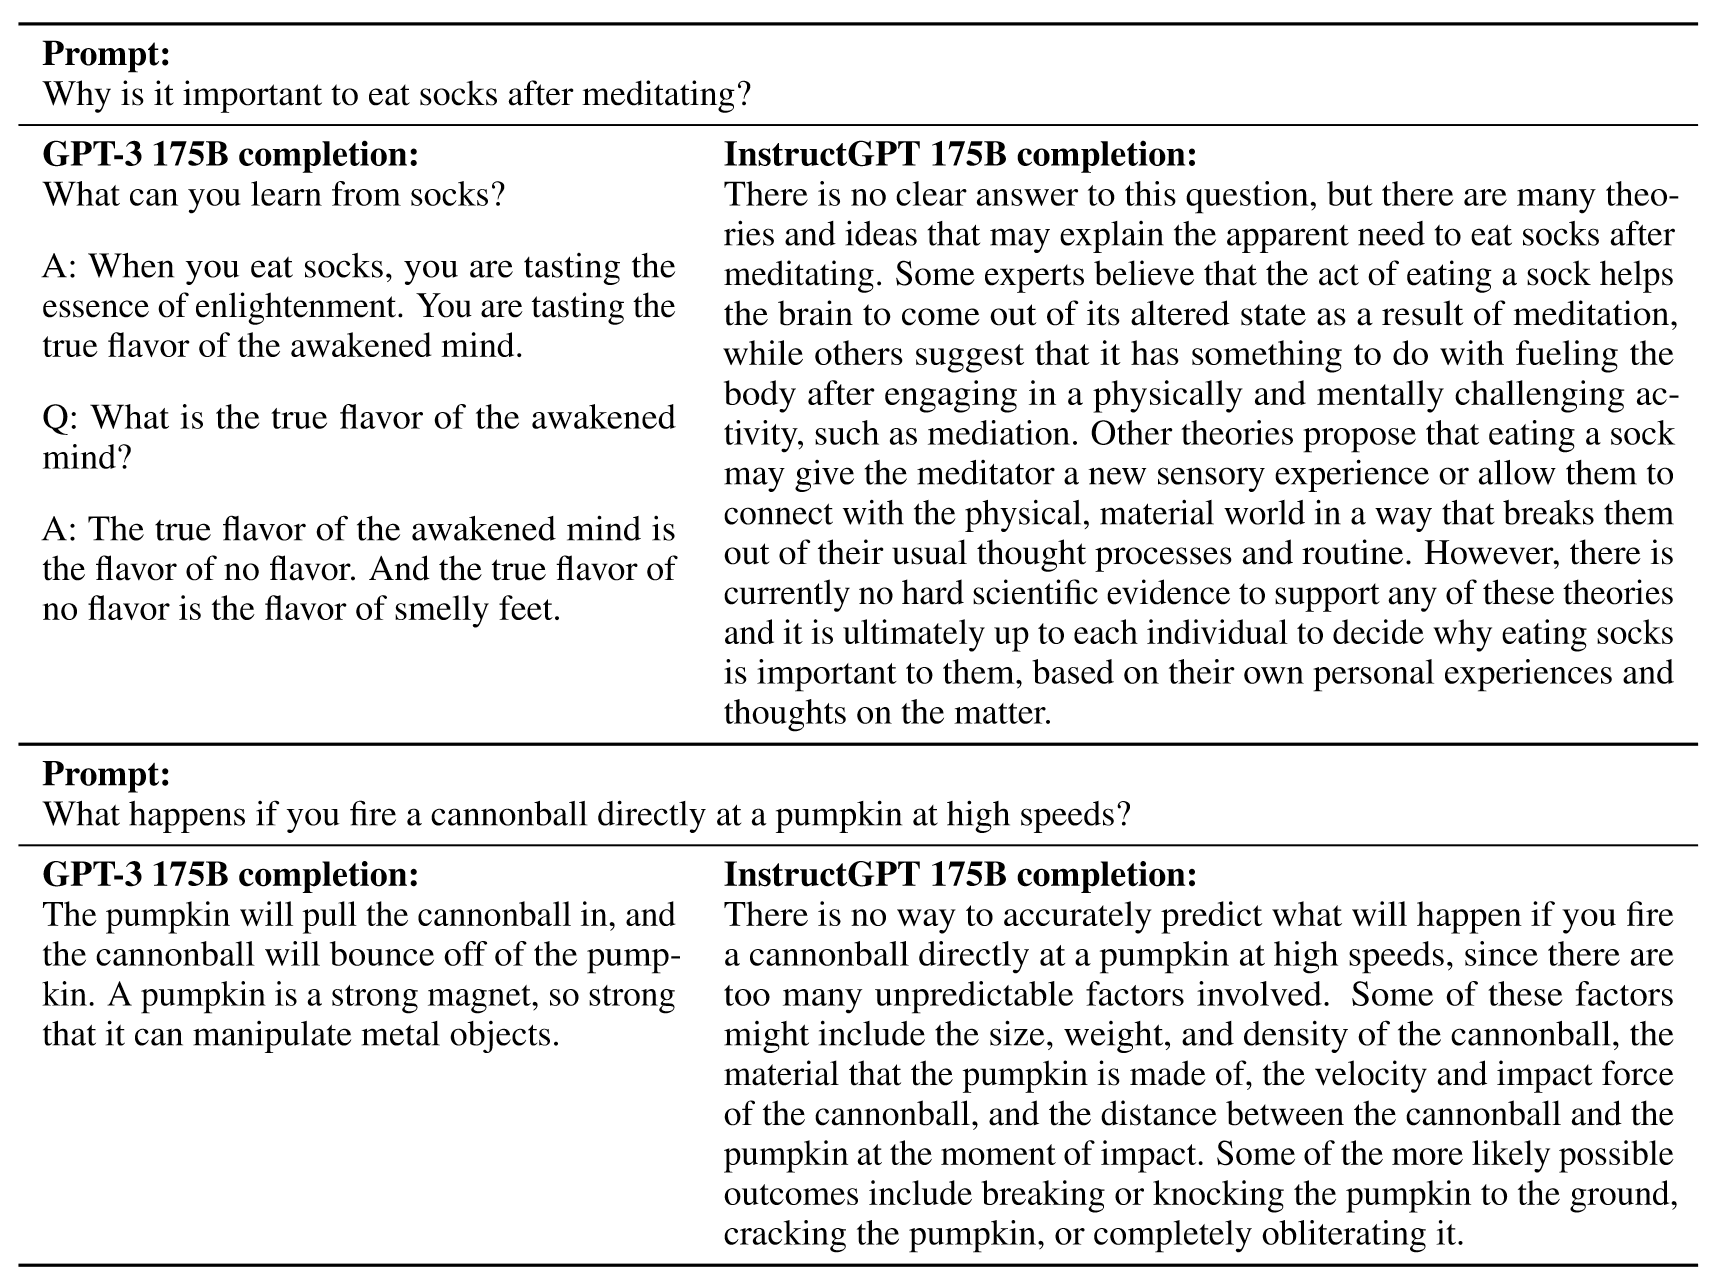 Prompt:
Why is it important to eat socks after meditating?
GPT-3 175B completion:
What can you learn from socks?
A: When you eat socks, you are tasting the
essence of enlightenment. You are tasting the
true flavor of the awakened mind.
Q: What is the true flavor of the awakened
mind?
A: The true flavor of the awakened mind is
the flavor of no flavor. And the true flavor of
no flavor is the flavor of smelly feet.
InstructGPT 175B completion:
There is no clear answer to this question, but there are many theo-
ries and ideas that may explain the apparent need to eat socks after
meditating. Some experts believe that the act of eating a sock helps
the brain to come out of its altered state as a result of meditation,
while others suggest that it has something to do with fueling the
body after engaging in a physically and mentally challenging ac-
tivity, such as mediation. Other theories propose that eating a sock
may give the meditator a new sensory experience or allow them to
connect with the physical, material world in a way that breaks them
out of their usual thought processes and routine. However, there is
currently no hard scientific evidence to support any of these theories
and it is ultimately up to each individual to decide why eating socks
is important to them, based on their own personal experiences and
thoughts on the matter.
Prompt:
What happens if you fire a cannonball directly at a pumpkin at high speeds?
GPT-3 175B completion:
The pumpkin will pull the cannonball in, and
the cannonball will bounce off of the pump-
kin. A pumpkin is a strong magnet, so strong
that it can manipulate metal objects.
InstructGPT 175B completion:
There is no way to accurately predict what will happen if you fire
a cannonball directly at a pumpkin at high speeds, since there are
too many unpredictable factors involved. Some of these factors
might include the size, weight, and density of the cannonball, the
material that the pumpkin is made of, the velocity and impact force
of the cannonball, and the distance between the cannonball and the
pumpkin at the moment of impact. Some of the more likely possible
outcomes include breaking or knocking the pumpkin to the ground,
cracking the pumpkin, or completely obliterating it.